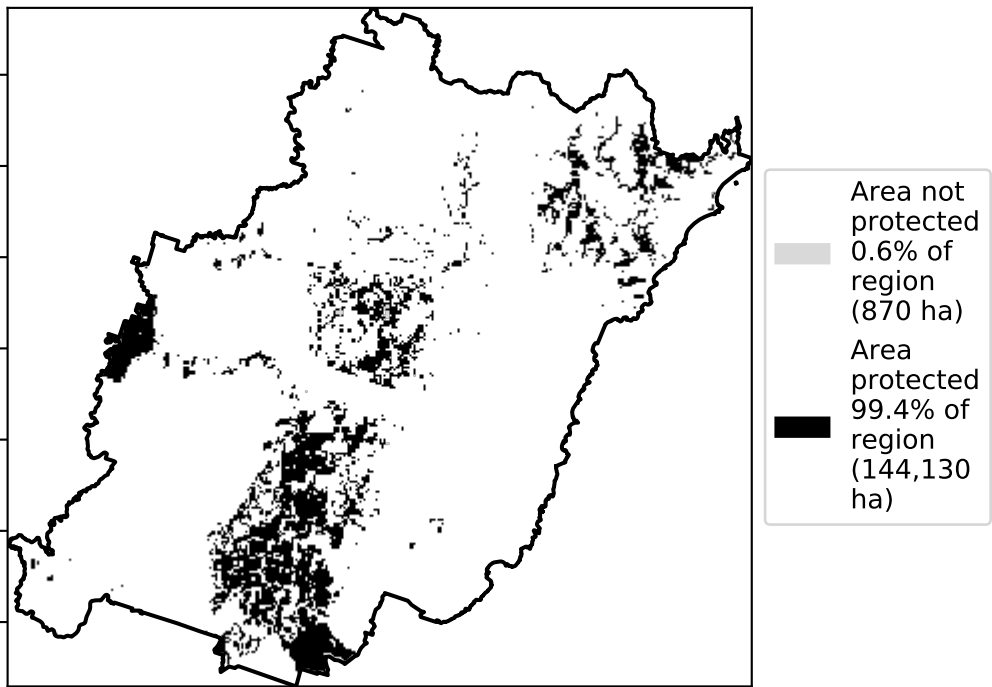 Area not
protected
0.6% of
region
(870 ha)
Area
protected
99.4% of
region
(144,130
ha)